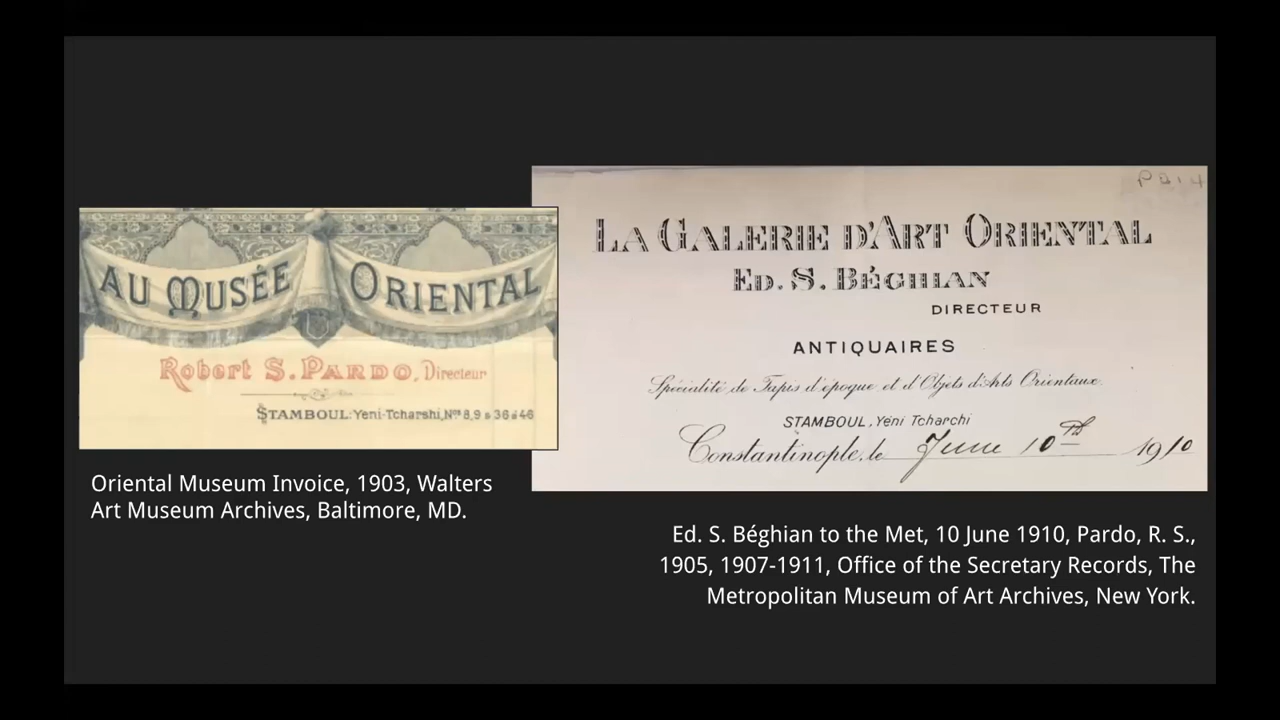 AU MUSÉE ORIENTAL
Robert S. PARDO, Directeur
STAMBOUL: Yeni-Tcharshi, Nos 8,9 & 36 à 46
Oriental Museum Invoice, 1903, Walters
Art Museum Archives, Baltimore, MD.
LA GALERIE D'ART ORIENTAL
ED. S. BÉGHIAN
DIRECTEUR
ANTIQUAIRES
Spécialité de Tapis d'époque et d'Objets d'Arts Orientaux.
STAMBOUL, Yéni Tcharchi
Constantinople, le June 10th 1910
Ed. S. Béghian to the Met, 10 June 1910, Pardo, R. S.,
1905, 1907-1911, Office of the Secretary Records, The
Metropolitan Museum of Art Archives, New York.